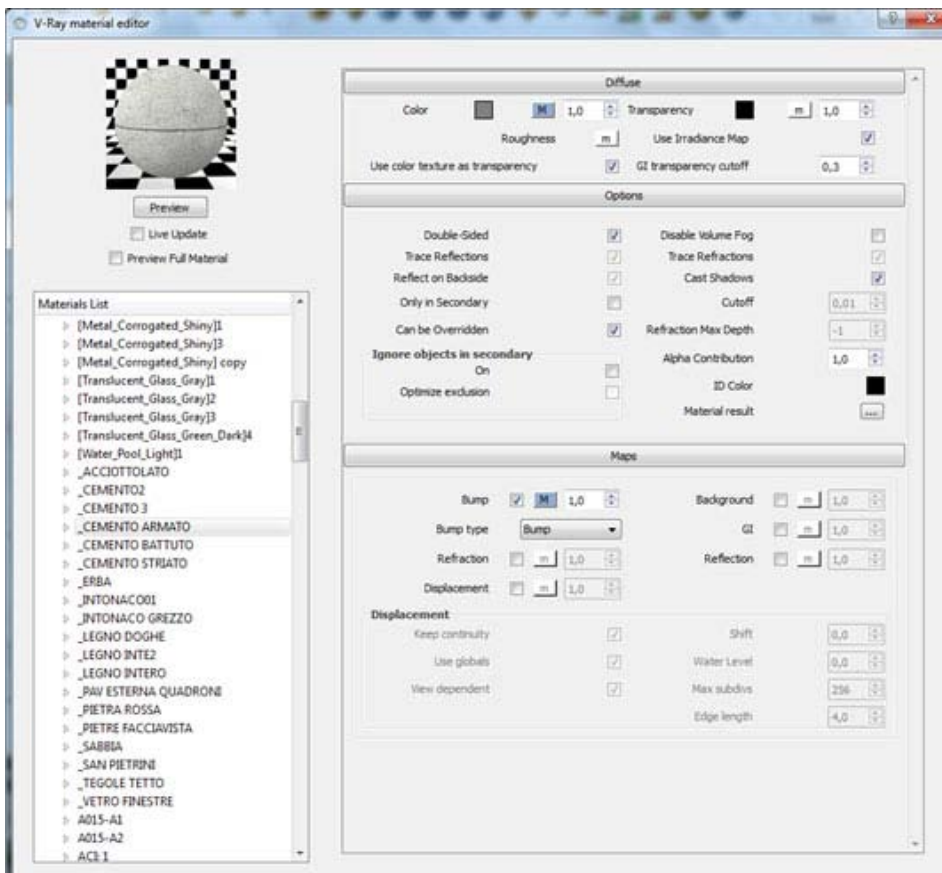 V-Ray material editor
Preview
Live Update
Preview Full Material
Materials List
[Metal_Corrogated_Shiny]1
[Metal_Corrogated_Shiny]3
[Metal_Corrogated_Shiny] copy
[Translucent_Glass_Gray]1
[Translucent_Glass_Gray]2
[Translucent_Glass_Gray]3
[Translucent_Glass_Green_Dark]4
[Water_Pool_Light]1
_ACCIOTTOLATO
_CEMENTO2
_CEMENTO 3
_CEMENTO ARMATO
_CEMENTO BATTUTO
_CEMENTO STRIATO
_ERBA
_INTONACO01
_INTONACO GREZZO
_LEGNO DOGHE
_LEGNO INTE2
_LEGNO INTERO
_PAV ESTERNA QUADRONI
_PIETRA ROSSA
_PIETRE FACCIAVISTA
_SABBIA
_SAN PIETRINI
_TEGOLE TETTO
_VETRO FINESTRE
A015-A1
A015-A2
ACI: 1
Diffuse
Color M 1,0 Transparency m 1,0
Roughness m Use Irradiance Map
Use color texture as transparency GI transparency cutoff 0,3
Options
Double-Sided Disable Volume Fog
Trace Reflections Trace Refractions
Reflect on Backside Cast Shadows
Only in Secondary Cutoff 0,01
Can be Overridden Refraction Max Depth -1
Ignore objects in secondary Alpha Contribution 1,0
On
ID Color
Optimize exclusion
Material result ...
Maps
Bump M 1,0 Background m 1,0
Bump type Bump GI m 1,0
Refraction m 1,0 Reflection m 1,0
Displacement m 1,0
Displacement
Keep continuity Shift 0,0
Use globals Water Level 0,0
View dependent Max subdivs 256
Edge length 4,0